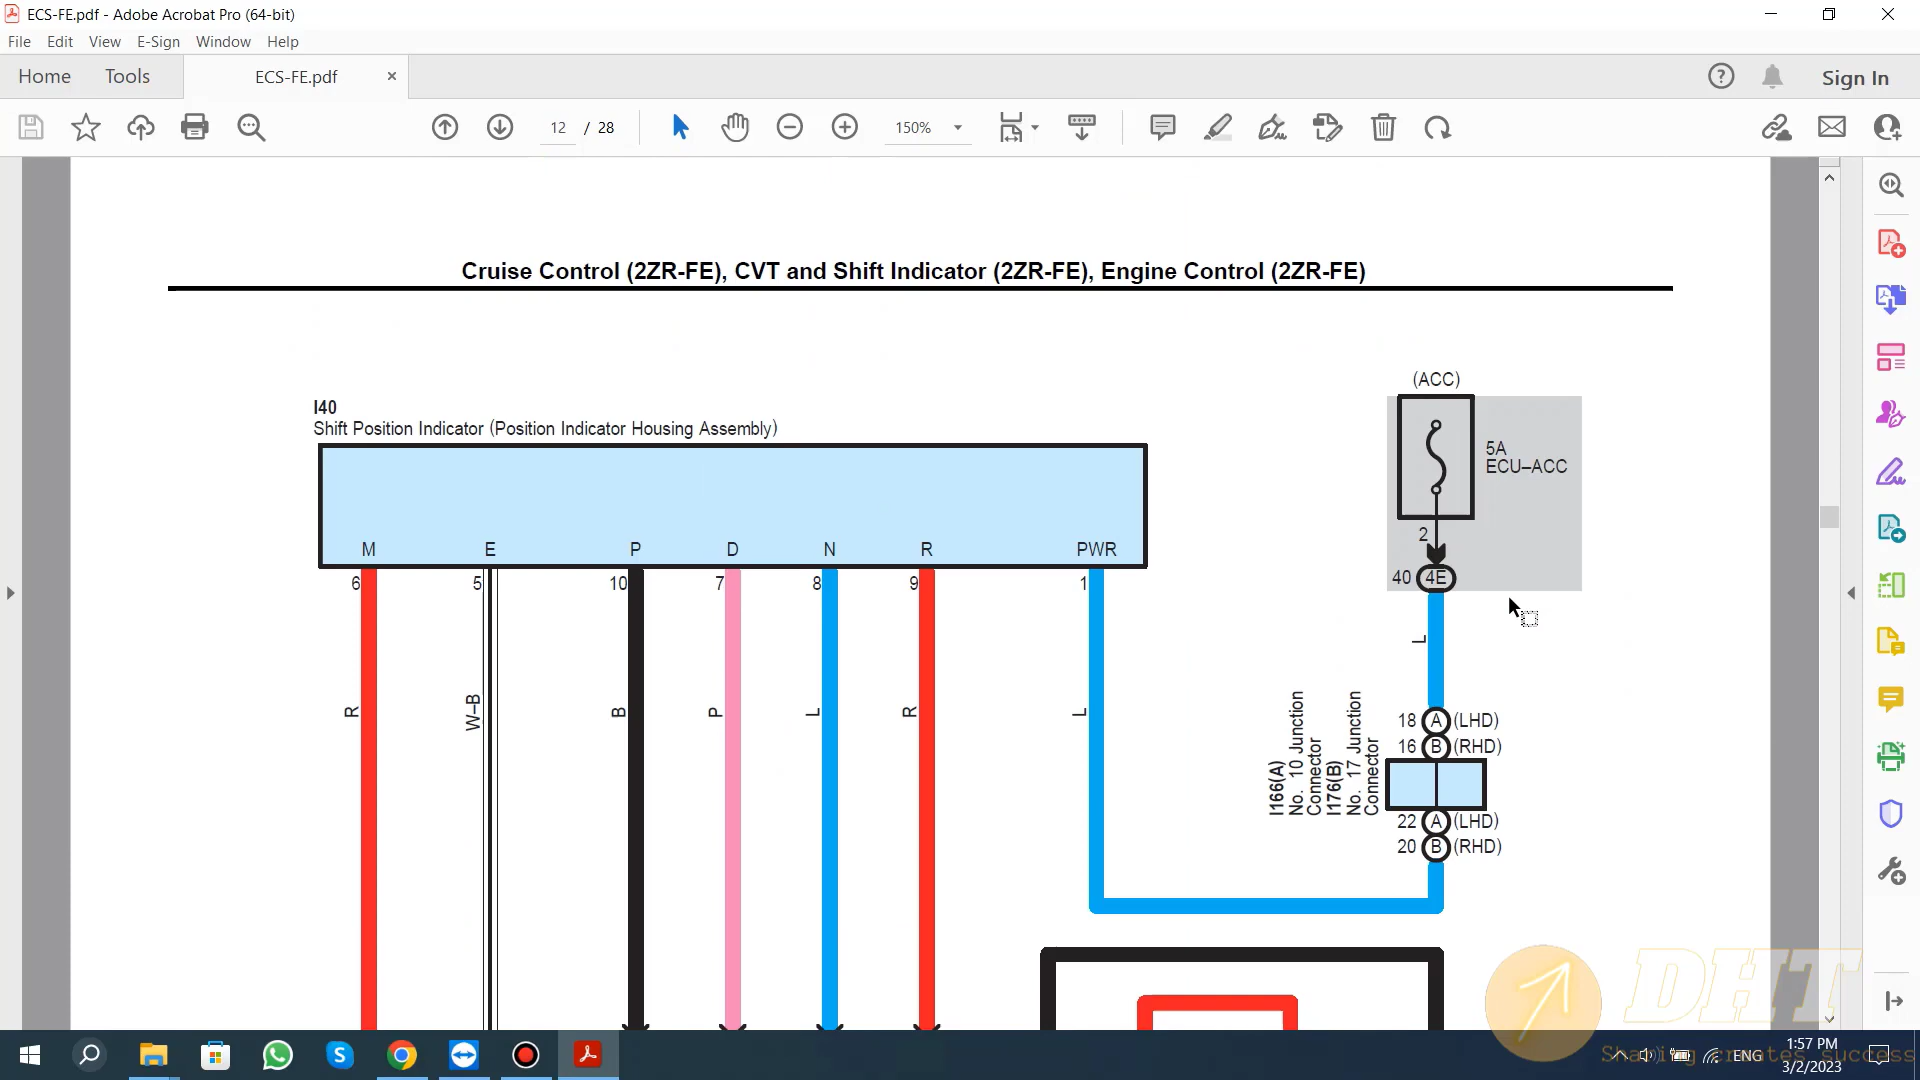 ECS-FE.pdf - Adobe Acrobat Pro (64-bit)
File Edit View E-Sign Window Help
Home Tools ECS-FE.pdf × Sign In
12 / 28 150%
Cruise Control (2ZR-FE), CVT and Shift Indicator (2ZR-FE), Engine Control (2ZR-FE)
(ACC)
I40
Shift Position Indicator (Position Indicator Housing Assembly)
5A
ECU–ACC
2
M E P D N R PWR
6 5 10 7 8 9 1
40 4E
L
R W–B B P L R L
I166(A)
No. 10 Junction
Connector
I176(B)
No. 17 Junction
Connector
18 A (LHD)
16 B (RHD)
22 A (LHD)
20 B (RHD)
DHT
Sharing creates success
ENG
1:57 PM
3/2/2023